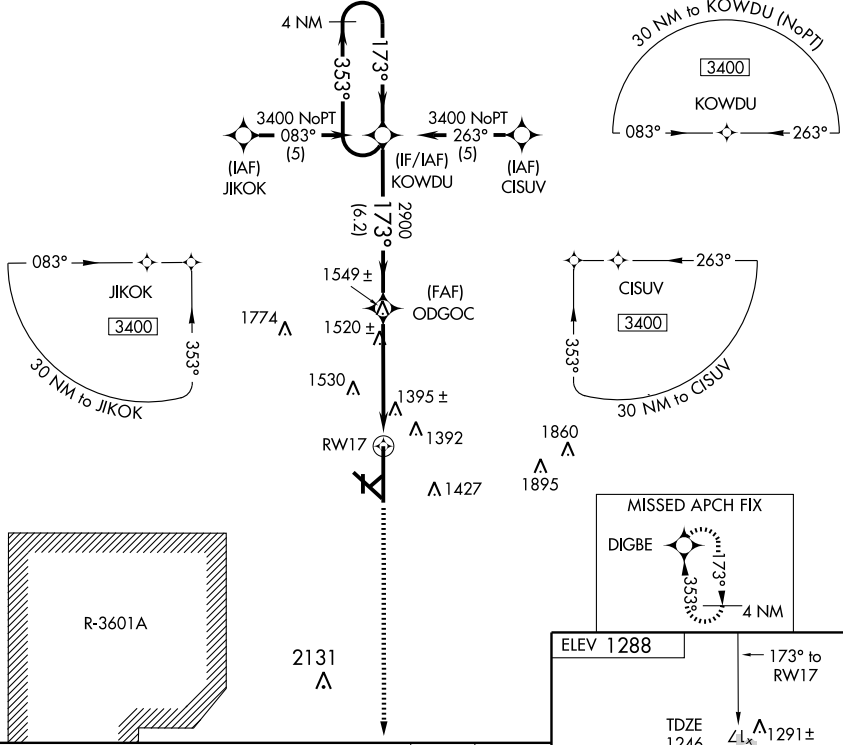 4 NM
353°
173°
3400 NoPT
083°
(5)
3400 NoPT
263°
(5)
(IAF)
JIKOK
(IF/IAF)
KOWDU
(IAF)
CISUV
30 NM to KOWDU (NoPT)
3400
KOWDU
083°
263°
2900
173°
(6.2)
083°
JIKOK
3400
353°
30 NM to JIKOK
1549 ±
(FAF)
ODGOC
1774
1520 ±
263°
CISUV
3400
353°
30 NM to CISUV
1530
1395 ±
1392
RW17
1860
1895
1427
MISSED APCH FIX
DIGBE
173°
353°
4 NM
R-3601A
2131
ELEV 1288
173° to
RW17
TDZE
1246
17
1291±